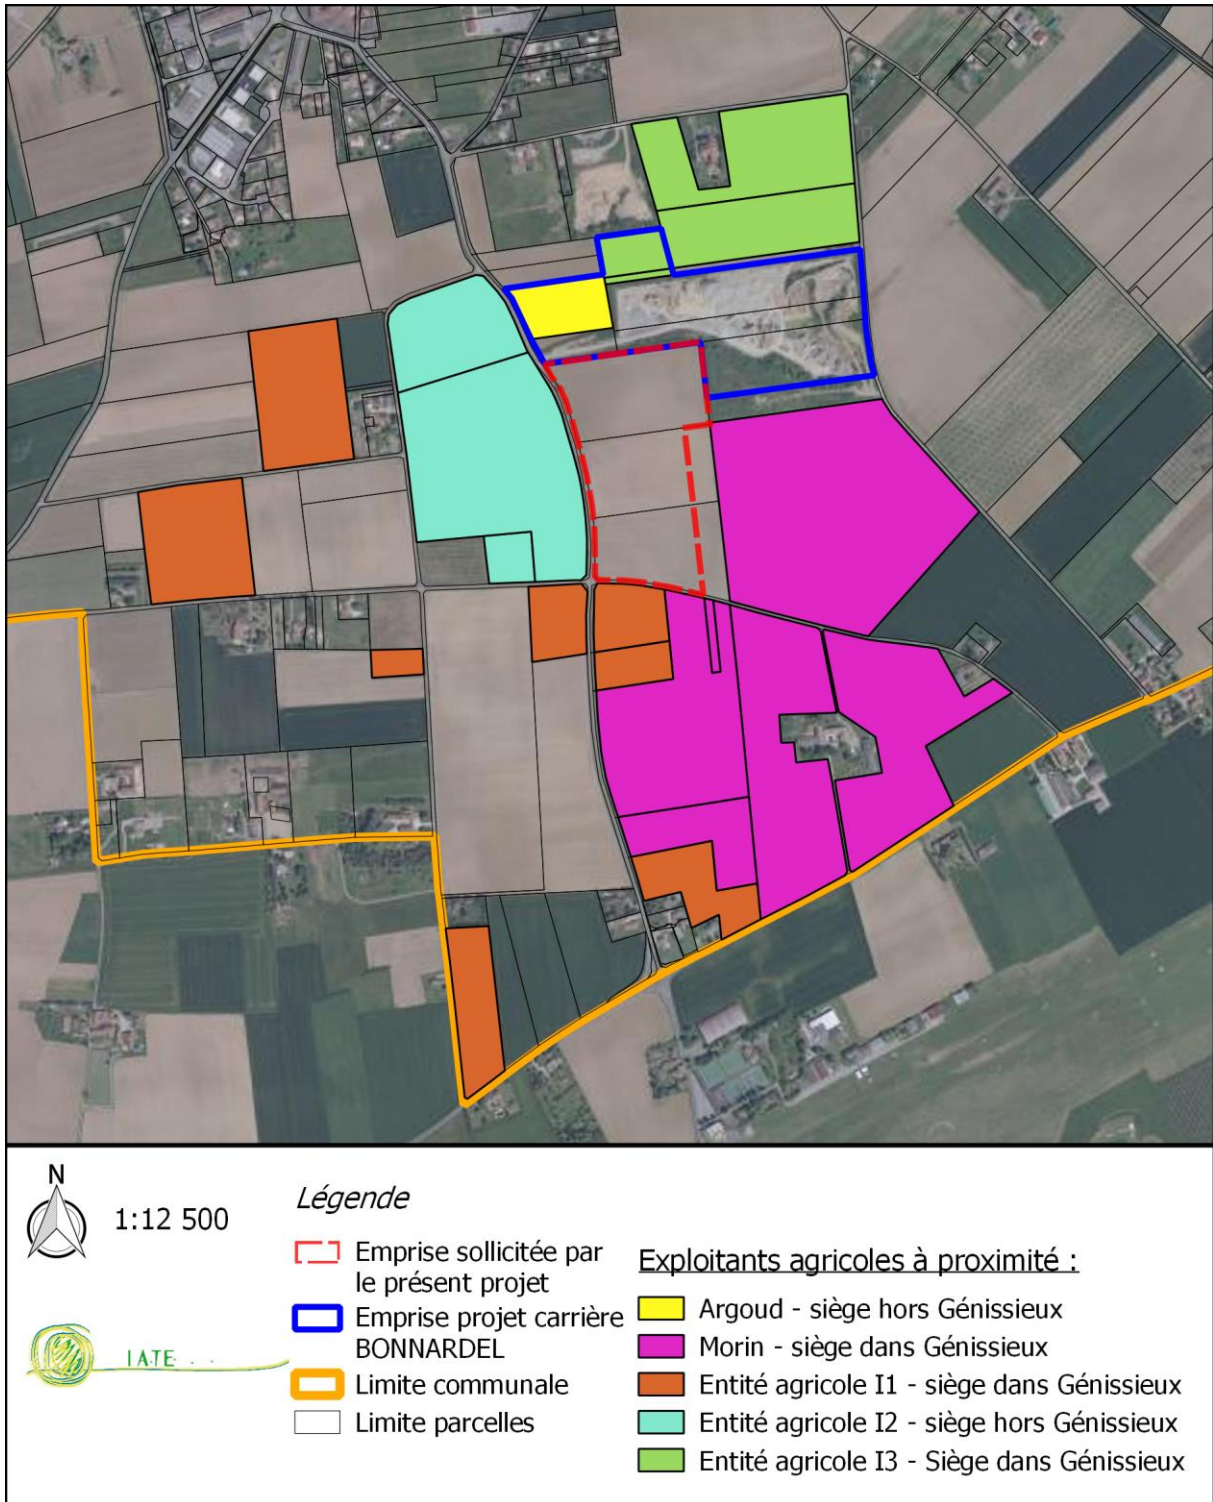 N
1:12 500
IATE
Légende
Emprise sollicitée par
le présent projet
Emprise projet carrière
BONNARDEL
Limite communale
Limite parcelles
Exploitants agricoles à proximité :
Argoud - siège hors Génissieux
Morin - siège dans Génissieux
Entité agricole I1 - siège dans Génissieux
Entité agricole I2 - siège hors Génissieux
Entité agricole I3 - Siège dans Génissieux